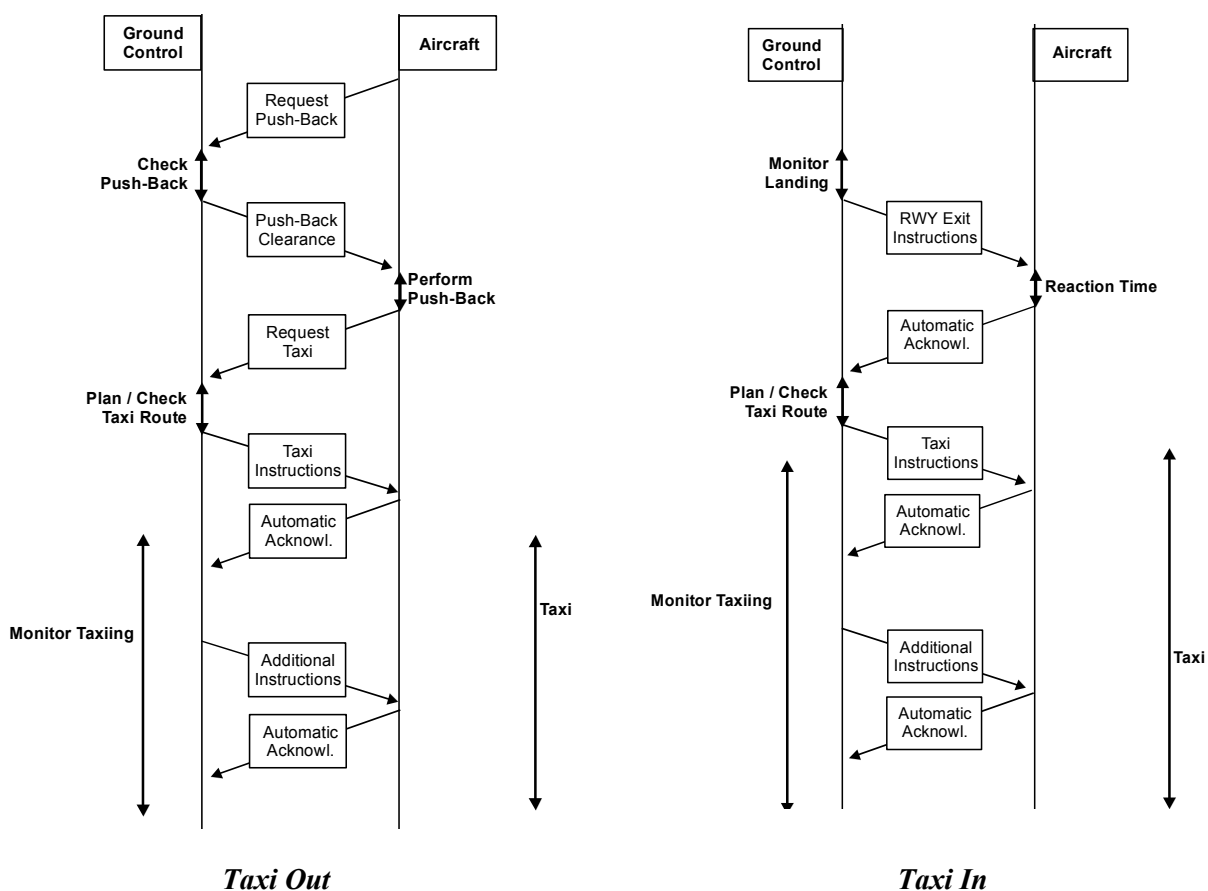 Ground
Control
Aircraft
Request
Push-Back
Check
Push-Back
Push-Back
Clearance
Perform
Push-Back
Request
Taxi
Plan / Check
Taxi Route
Taxi
Instructions
Automatic
Acknowl.
Monitor Taxiing
Taxi
Additional
Instructions
Automatic
Acknowl.
Taxi Out
Ground
Control
Aircraft
Monitor
Landing
RWY Exit
Instructions
Reaction Time
Automatic
Acknowl.
Plan / Check
Taxi Route
Taxi
Instructions
Automatic
Acknowl.
Monitor Taxiing
Additional
Instructions
Taxi
Automatic
Acknowl.
Taxi In